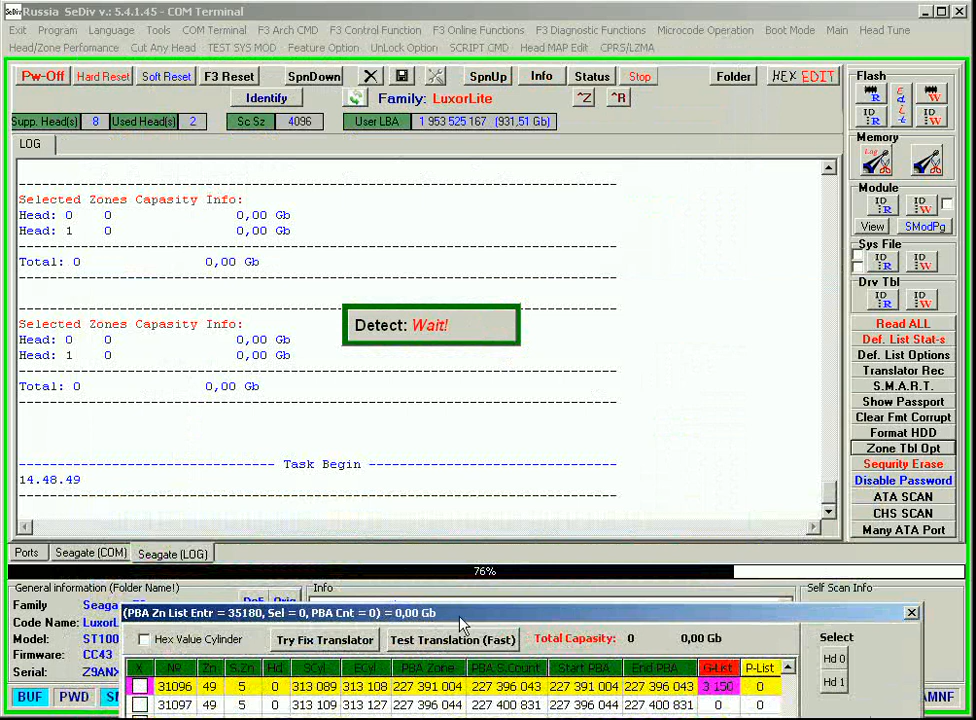 Russia SeDiv v.: 5.4.1.45 - COM Terminal
Exit Program Language Tools COM Terminal F3 Arch CMD F3 Control Function F3 Online Functions F3 Diagnostic Functions Microcode Operation Boot Mode Main Head Tune
Head/Zone Perfomance Cut Any Head TEST SYS MOD Feature Option UnLock Option SCRIPT CMD Head MAP Edit CPRS/LZMA
Pw-Off Hard Reset Soft Reset F3 Reset SpnDown SpnUp Info Status Stop Folder HEX EDIT
Identify Family: LuxorLite ^Z ^R
Supp. Head(s) 8 Used Head(s) 2 Sc Sz 4096 User LBA 1 953 525 167 (931,51 Gb)
LOG
Selected Zones Capasity Info:
Head: 0 0 0,00 Gb
Head: 1 0 0,00 Gb
Total: 0 0,00 Gb
Selected Zones Capasity Info:
Head: 0 0 0,00 Gb
Head: 1 0 0,00 Gb
Total: 0 0,00 Gb
Detect: Wait!
Task Begin
14.48.49
Flash
ID R ID W
Memory
Log
Module
ID R ID W
View SModPg
Sys File
ID R ID W
Drv Tbl
ID R ID W
Read ALL
Def. List Stat-s
Def. List Options
Translator Rec
S.M.A.R.T.
Show Passport
Clear Fmt Corrupt
Format HDD
Zone Tbl Opt
Sequrity Erase
Disable Password
ATA SCAN
CHS SCAN
Many ATA Port
Ports Seagate (COM) Seagate (LOG)
76%
General information (Folder Name!) Info Self Scan Info
Family Seaga
Code Name: Luxor
Model: ST100
Firmware: CC43
Serial: Z9AN
BUF PWD AMNF
(PBA Zn List Entr = 35180, Sel = 0, PBA Cnt = 0) = 0,00 Gb
Hex Value Cylinder Try Fix Translator Test Translation (Fast) Total Capasity: 0 0,00 Gb Select
X № Zn S.Zn Hd SCyl ECyl PBA Zone PBA S.Count Start PBA End PBA G-List P-List Hd 0
31096 49 5 0 313 089 313 108 227 391 004 227 396 043 227 391 004 227 396 043 3 150 0 Hd 1
31097 49 5 0 313 109 313 127 227 396 044 227 400 831 227 396 044 227 400 831 0 0